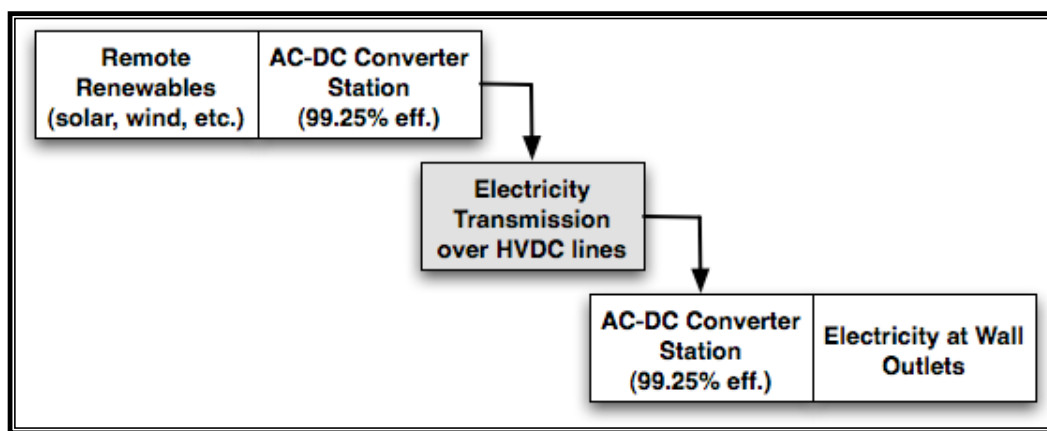 Remote
Renewables
(solar, wind, etc.)
AC-DC Converter
Station
(99.25% eff.)
Electricity
Transmission
over HVDC lines
AC-DC Converter
Station
(99.25% eff.)
Electricity at Wall
Outlets